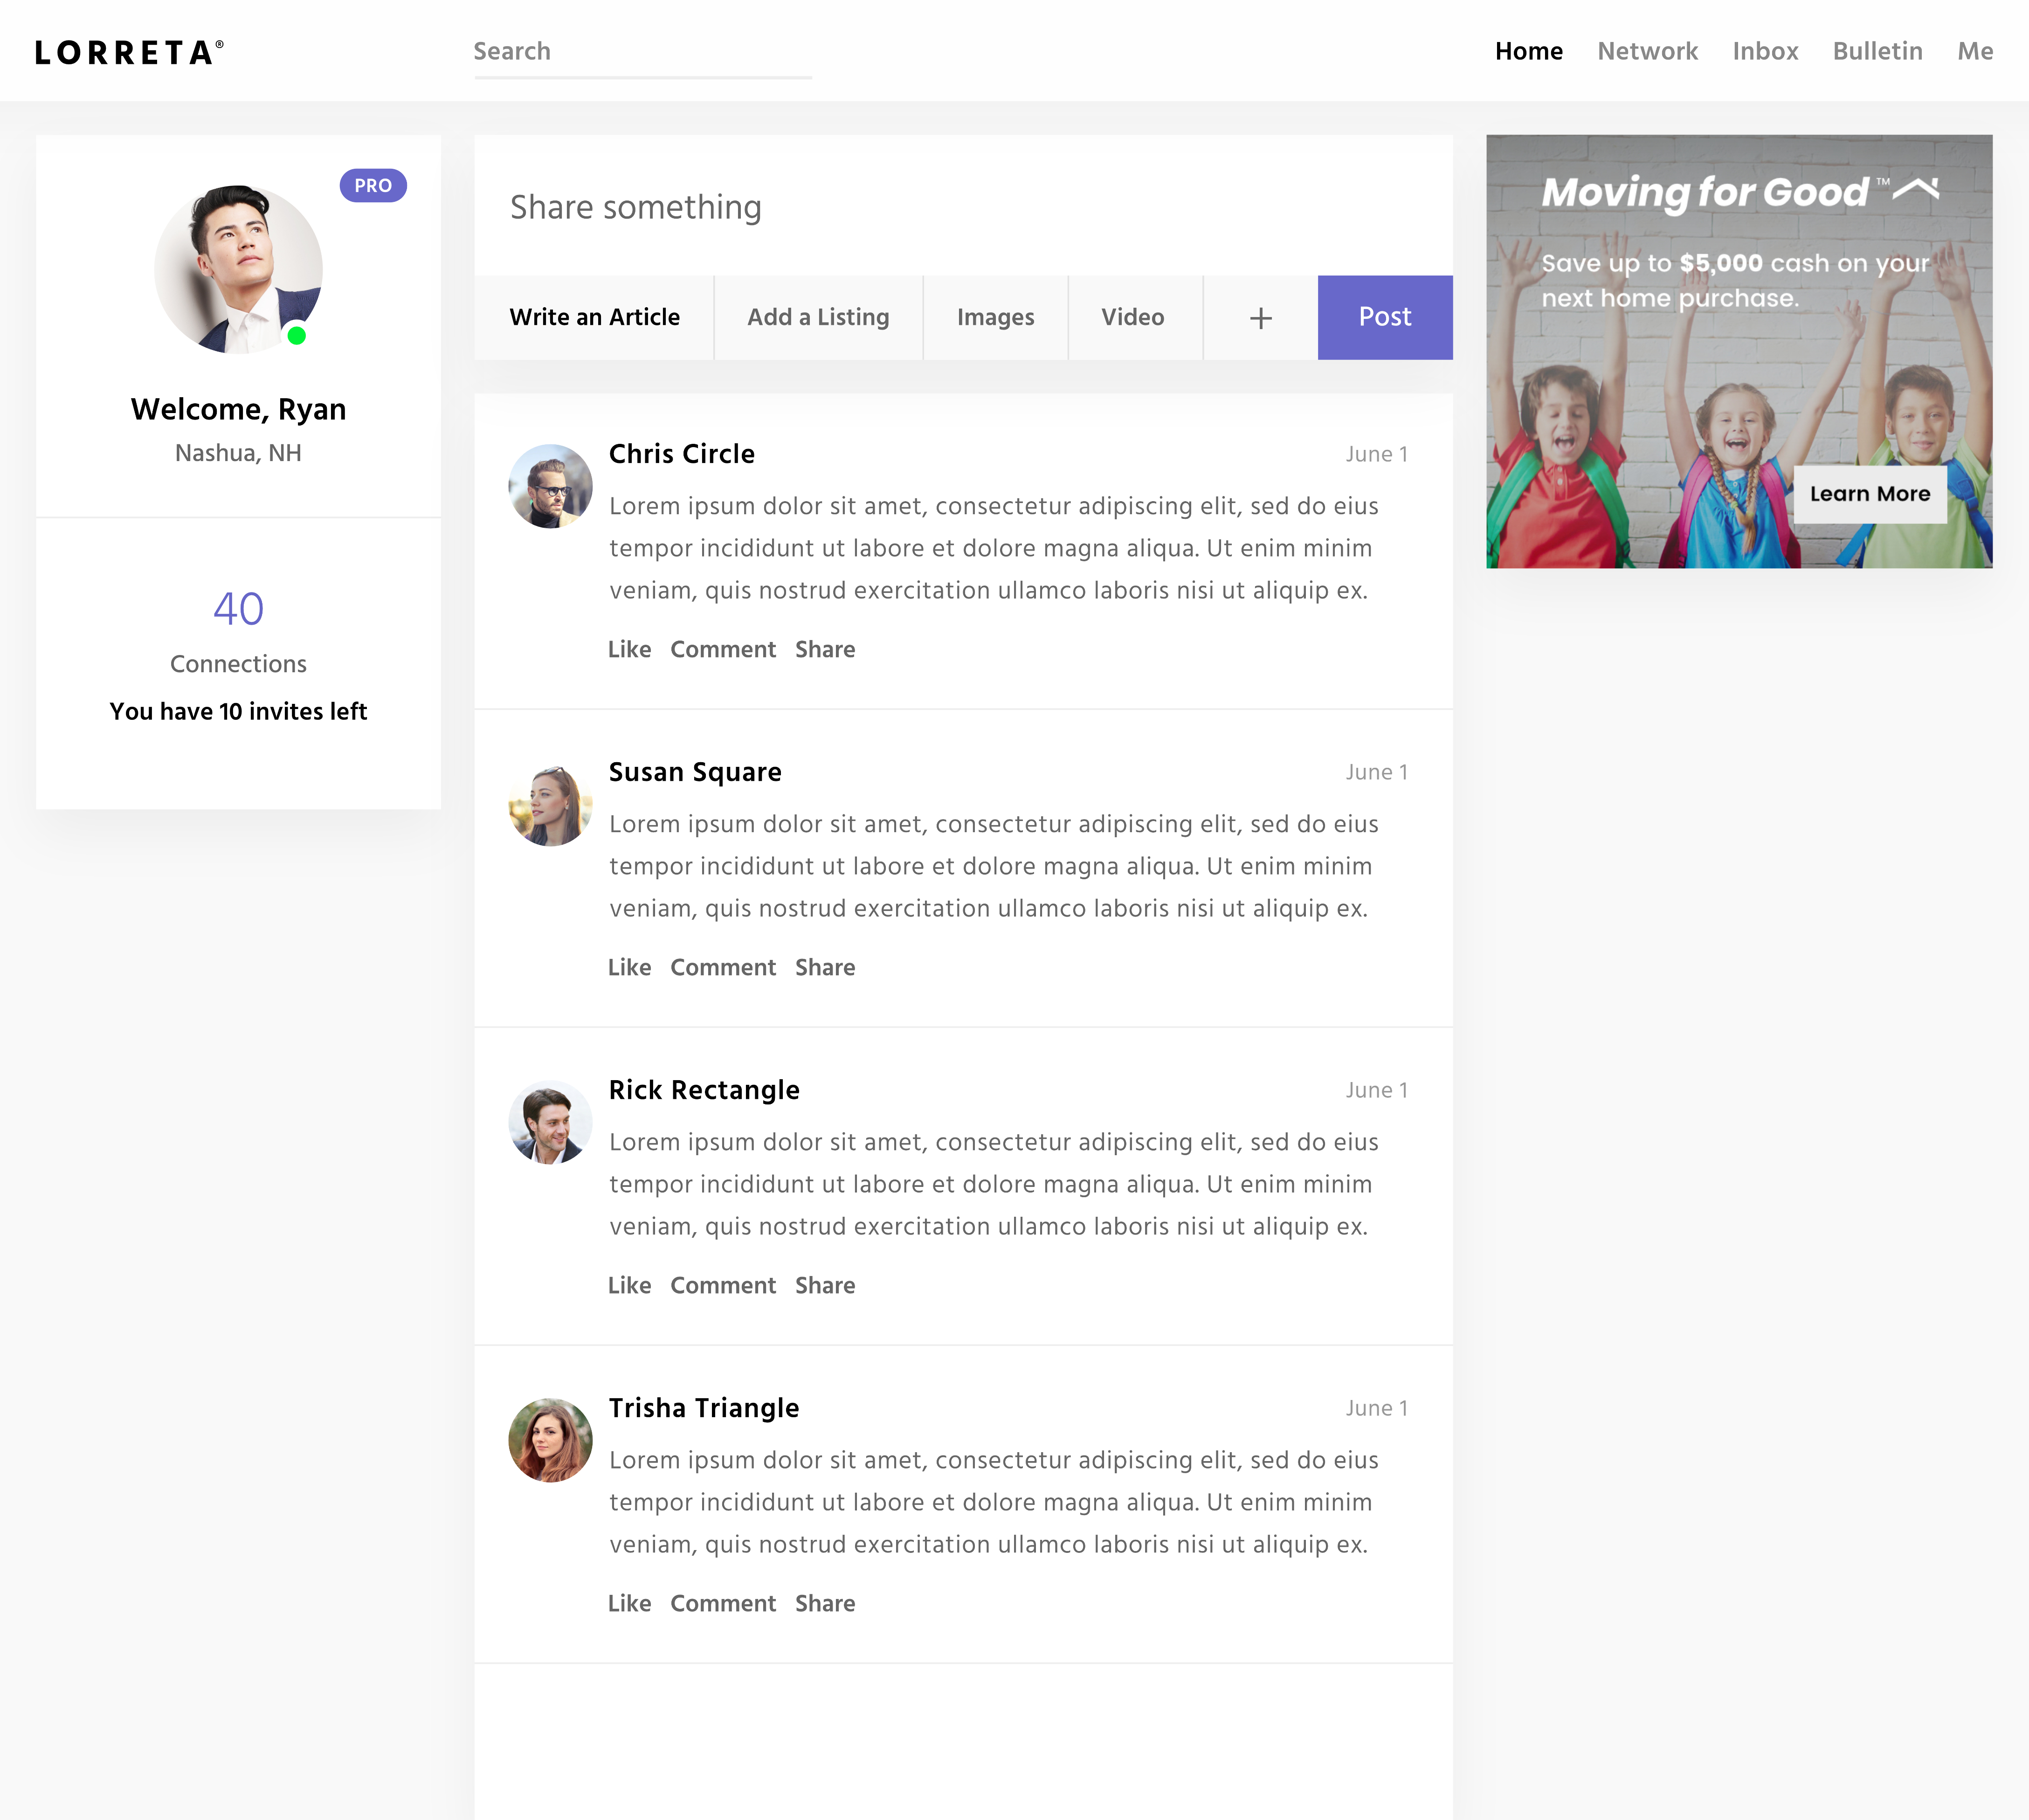 LORRETA®
Search
Home Network Inbox Bulletin Me
PRO
Welcome, Ryan
Nashua, NH
40
Connections
You have 10 invites left
Share something
Write an Article Add a Listing Images Video + Post
Chris Circle June 1
Lorem ipsum dolor sit amet, consectetur adipiscing elit, sed do eius
tempor incididunt ut labore et dolore magna aliqua. Ut enim minim
veniam, quis nostrud exercitation ullamco laboris nisi ut aliquip ex.
Like Comment Share
Susan Square June 1
Lorem ipsum dolor sit amet, consectetur adipiscing elit, sed do eius
tempor incididunt ut labore et dolore magna aliqua. Ut enim minim
veniam, quis nostrud exercitation ullamco laboris nisi ut aliquip ex.
Like Comment Share
Rick Rectangle June 1
Lorem ipsum dolor sit amet, consectetur adipiscing elit, sed do eius
tempor incididunt ut labore et dolore magna aliqua. Ut enim minim
veniam, quis nostrud exercitation ullamco laboris nisi ut aliquip ex.
Like Comment Share
Trisha Triangle June 1
Lorem ipsum dolor sit amet, consectetur adipiscing elit, sed do eius
tempor incididunt ut labore et dolore magna aliqua. Ut enim minim
veniam, quis nostrud exercitation ullamco laboris nisi ut aliquip ex.
Like Comment Share
Moving for Good™
Save up to $5,000 cash on your
next home purchase.
Learn More